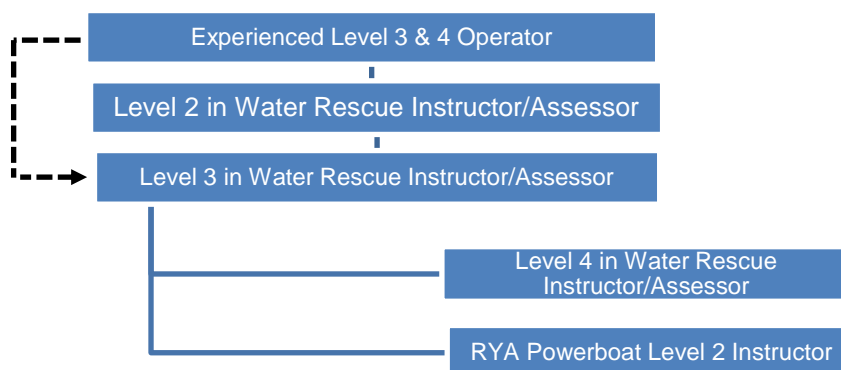 Experienced Level 3 & 4 Operator
Level 2 in Water Rescue Instructor/Assessor
Level 3 in Water Rescue Instructor/Assessor
Level 4 in Water Rescue
Instructor/Assessor
RYA Powerboat Level 2 Instructor